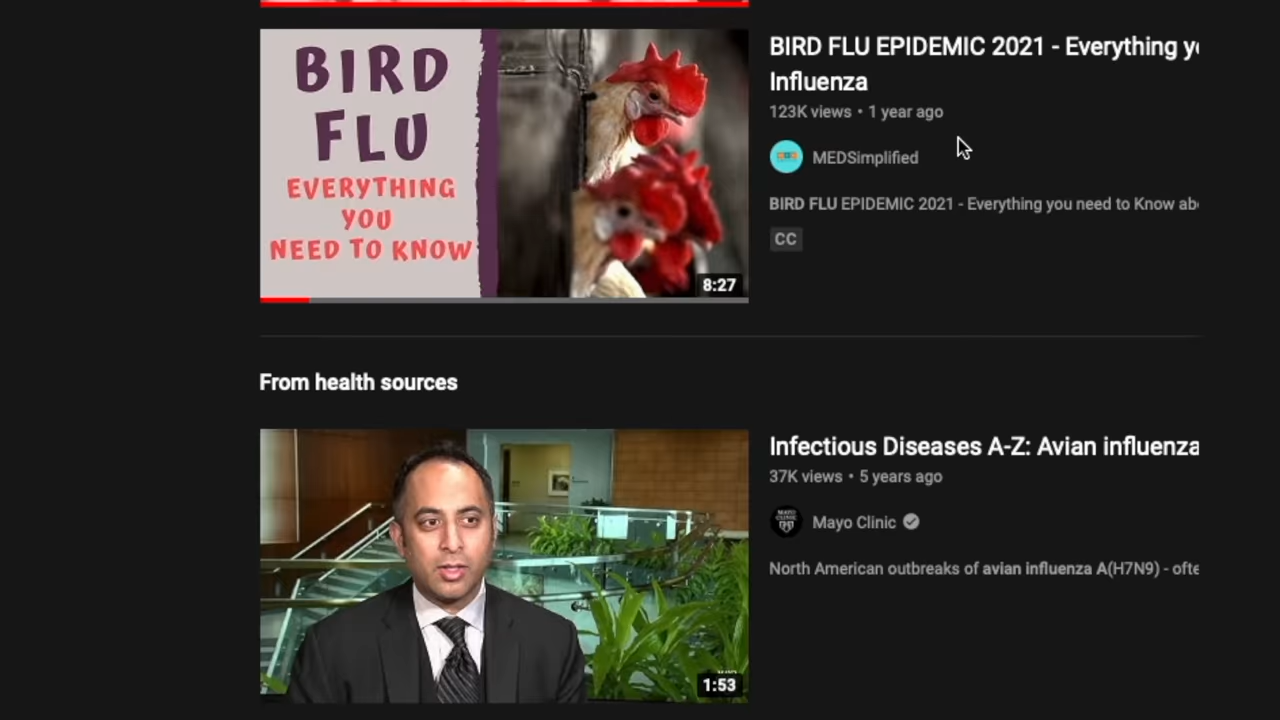 BIRD
FLU
EVERYTHING
YOU
NEED TO KNOW
8:27
BIRD FLU EPIDEMIC 2021 - Everything
Influenza
123K views • 1 year ago
MEDSimplified
BIRD FLU EPIDEMIC 2021 - Everything you need to Know
CC
From health sources
1:53
Infectious Diseases A-Z: Avian influenza
37K views • 5 years ago
MAYO
CLINIC
Mayo Clinic
North American outbreaks of avian influenza A(H7N9) -